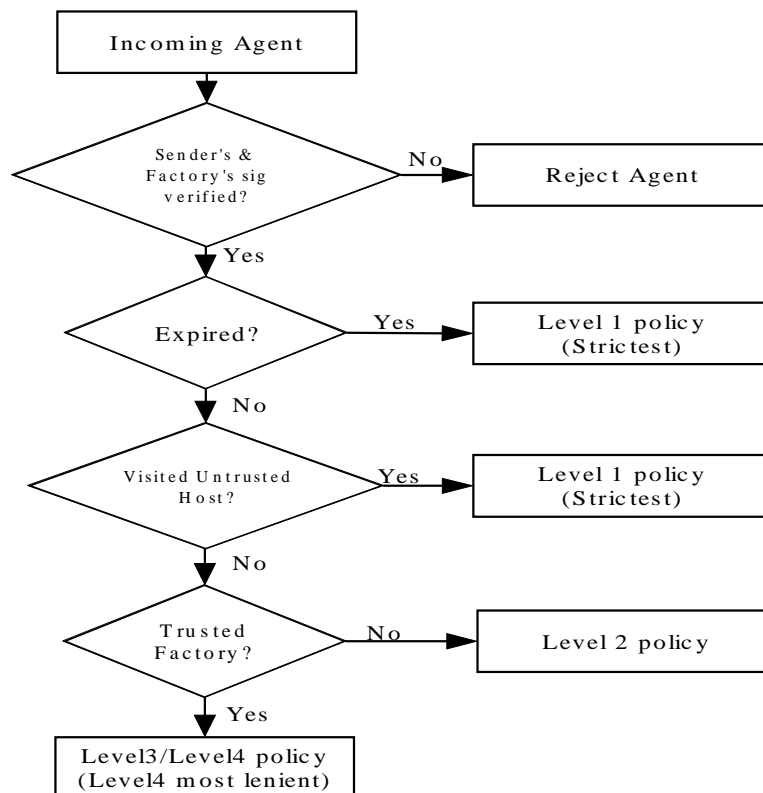 Incoming Agent
Sender's &
Factory's sig
verified?
No
Reject Agent
Yes
Expired?
Yes
Level 1 policy
(Strictest)
No
Visited Untrusted
Host?
Yes
Level 1 policy
(Strictest)
No
Trusted
Factory?
No
Level 2 policy
Yes
Level3/Level4 policy
(Level4 most lenient)